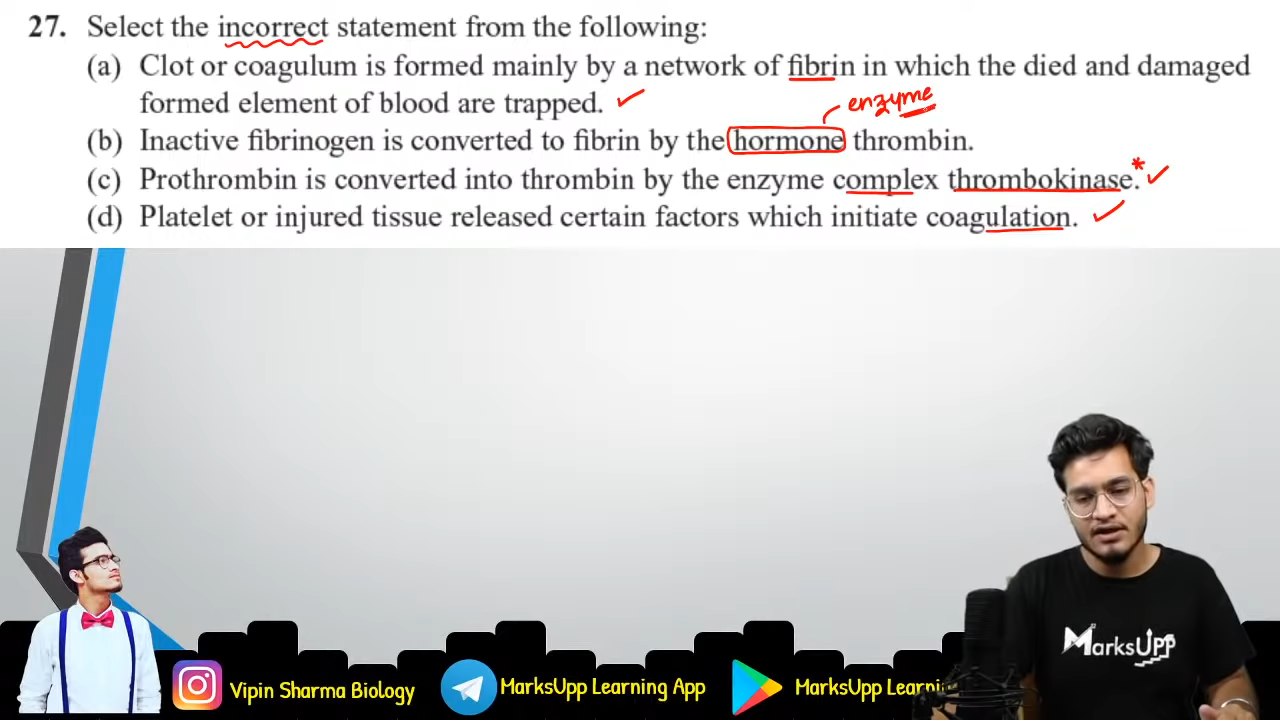 27. Select the incorrect statement from the following:
(a) Clot or coagulum is formed mainly by a network of fibrin in which the died and damaged
formed element of blood are trapped.
enzyme
(b) Inactive fibrinogen is converted to fibrin by the hormone thrombin.
(c) Prothrombin is converted into thrombin by the enzyme complex thrombokinase.*
(d) Platelet or injured tissue released certain factors which initiate coagulation.
MarksUpp
Vipin Sharma Biology
MarksUpp Learning App
MarksUpp Learni